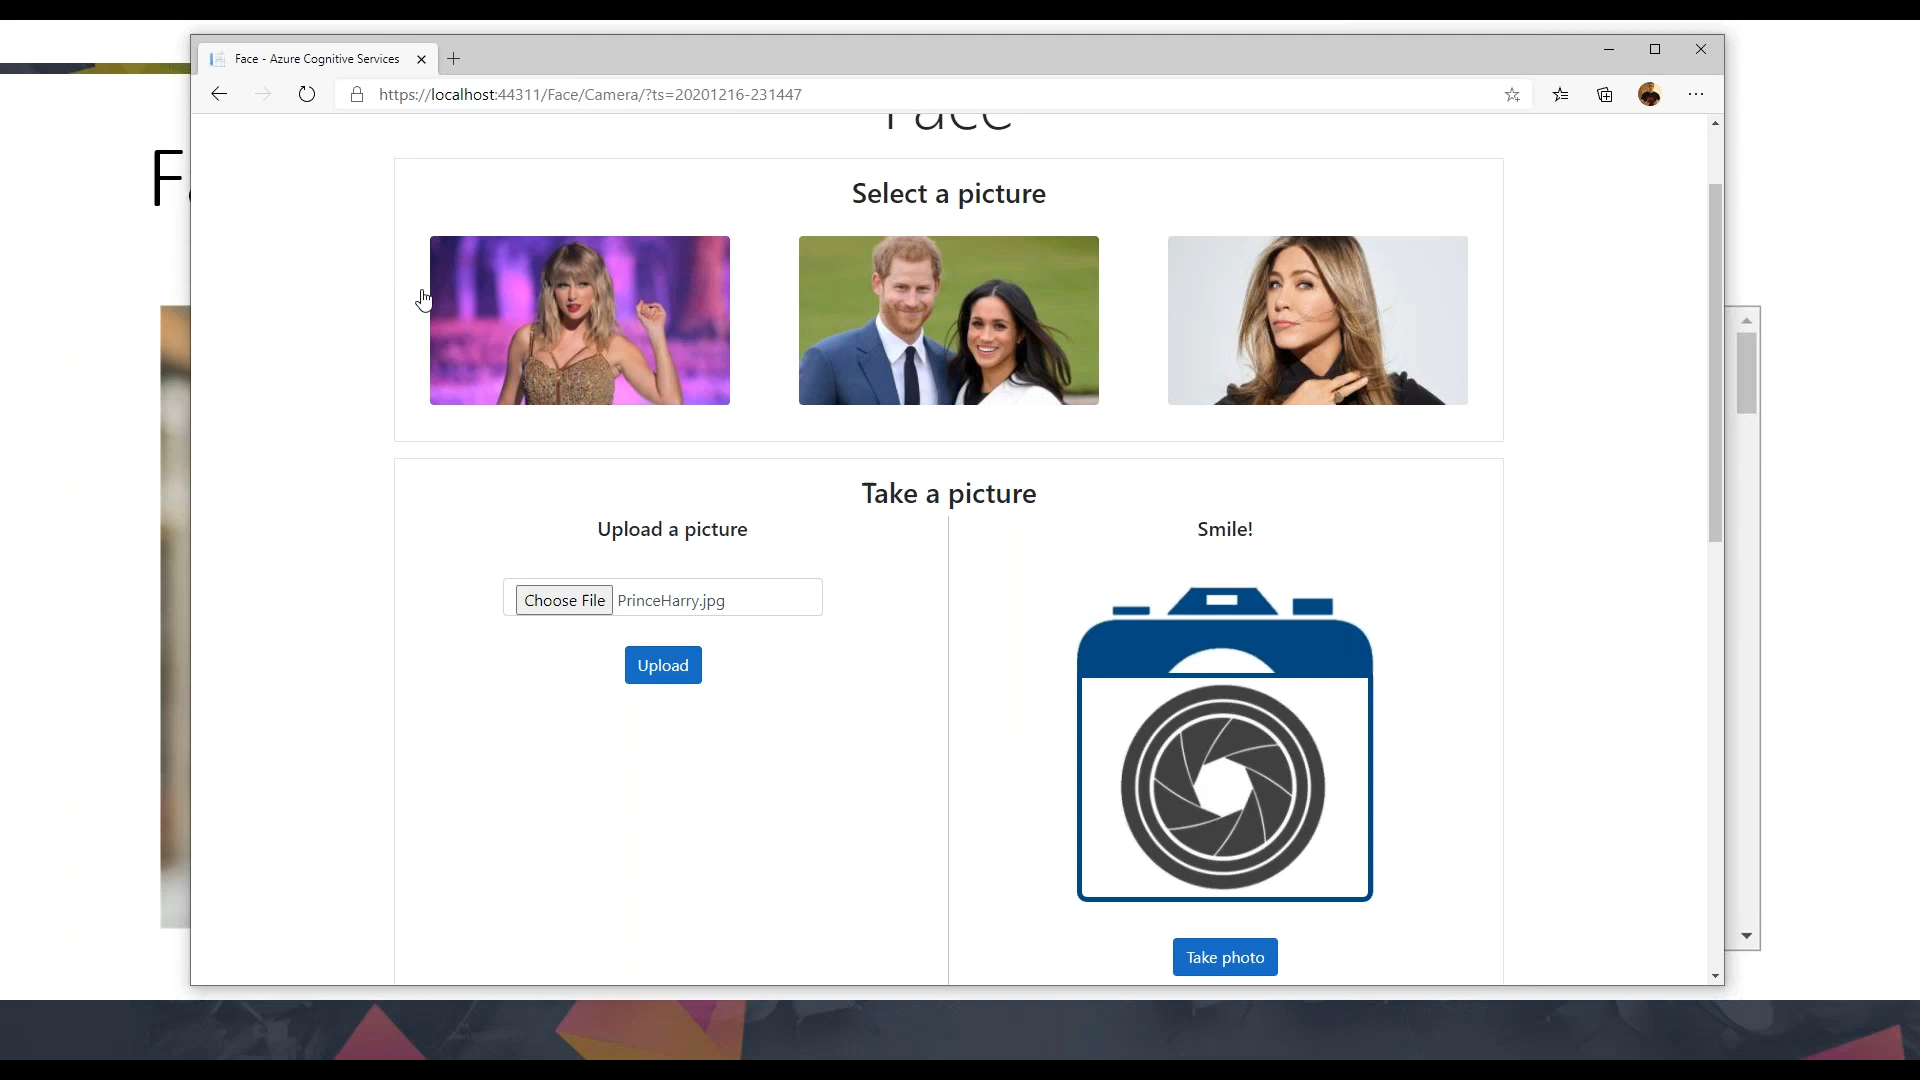 Face - Azure Cognitive Services
https://localhost:44311/Face/Camera/?ts=20201216-231447
Face
F
Select a picture
Take a picture
Upload a picture
Smile!
Choose File PrinceHarry.jpg
Upload
Take photo